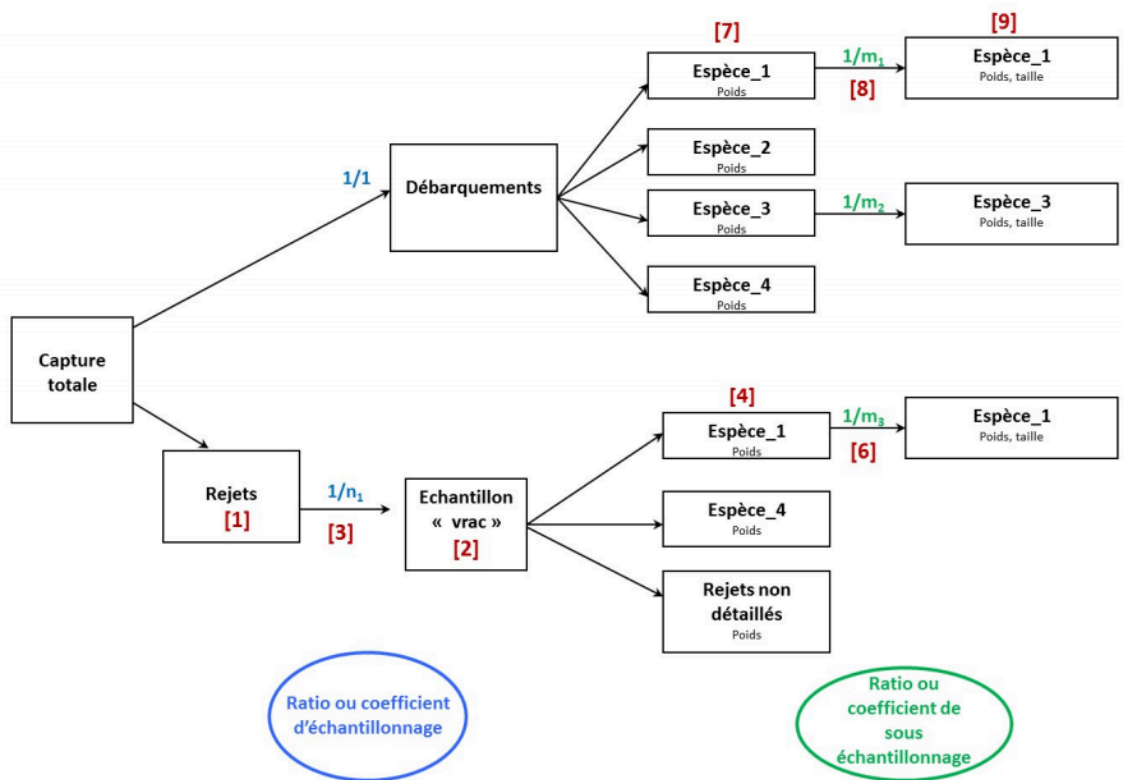 [7]
[9]
Espèce_1
Poids
1/m₁
[8]
Espèce_1
Poids, taille
1/1
Débarquements
Espèce_2
Poids
Espèce_3
Poids
1/m₂
Espèce_3
Poids, taille
Espèce_4
Poids
Capture
totale
[4]
Espèce_1
Poids
1/m₃
[6]
Espèce_1
Poids, taille
Rejets
[1]
1/n₁
[3]
Echantillon
« vrac »
[2]
Espèce_4
Poids
Rejets non
détaillés
Poids
Ratio ou coefficient
d’échantillonnage
Ratio ou
coefficient de
sous
échantillonnage